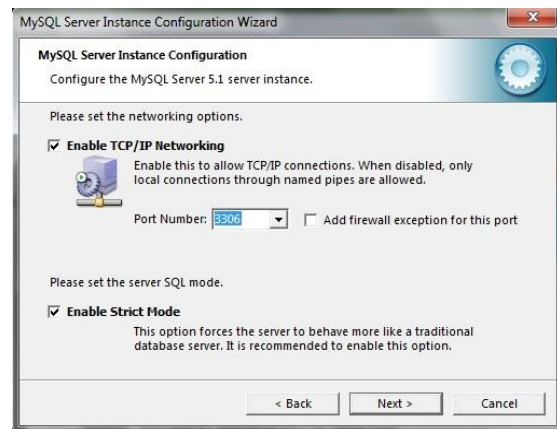 MySQL Server Instance Configuration Wizard
MySQL Server Instance Configuration
Configure the MySQL Server 5.1 server instance.
Please set the networking options.
Enable TCP/IP Networking
Enable this to allow TCP/IP connections. When disabled, only
local connections through named pipes are allowed.
Port Number: 3306 Add firewall exception for this port
Please set the server SQL mode.
Enable Strict Mode
This option forces the server to behave more like a traditional
database server. It is recommended to enable this option.
< Back Next > Cancel